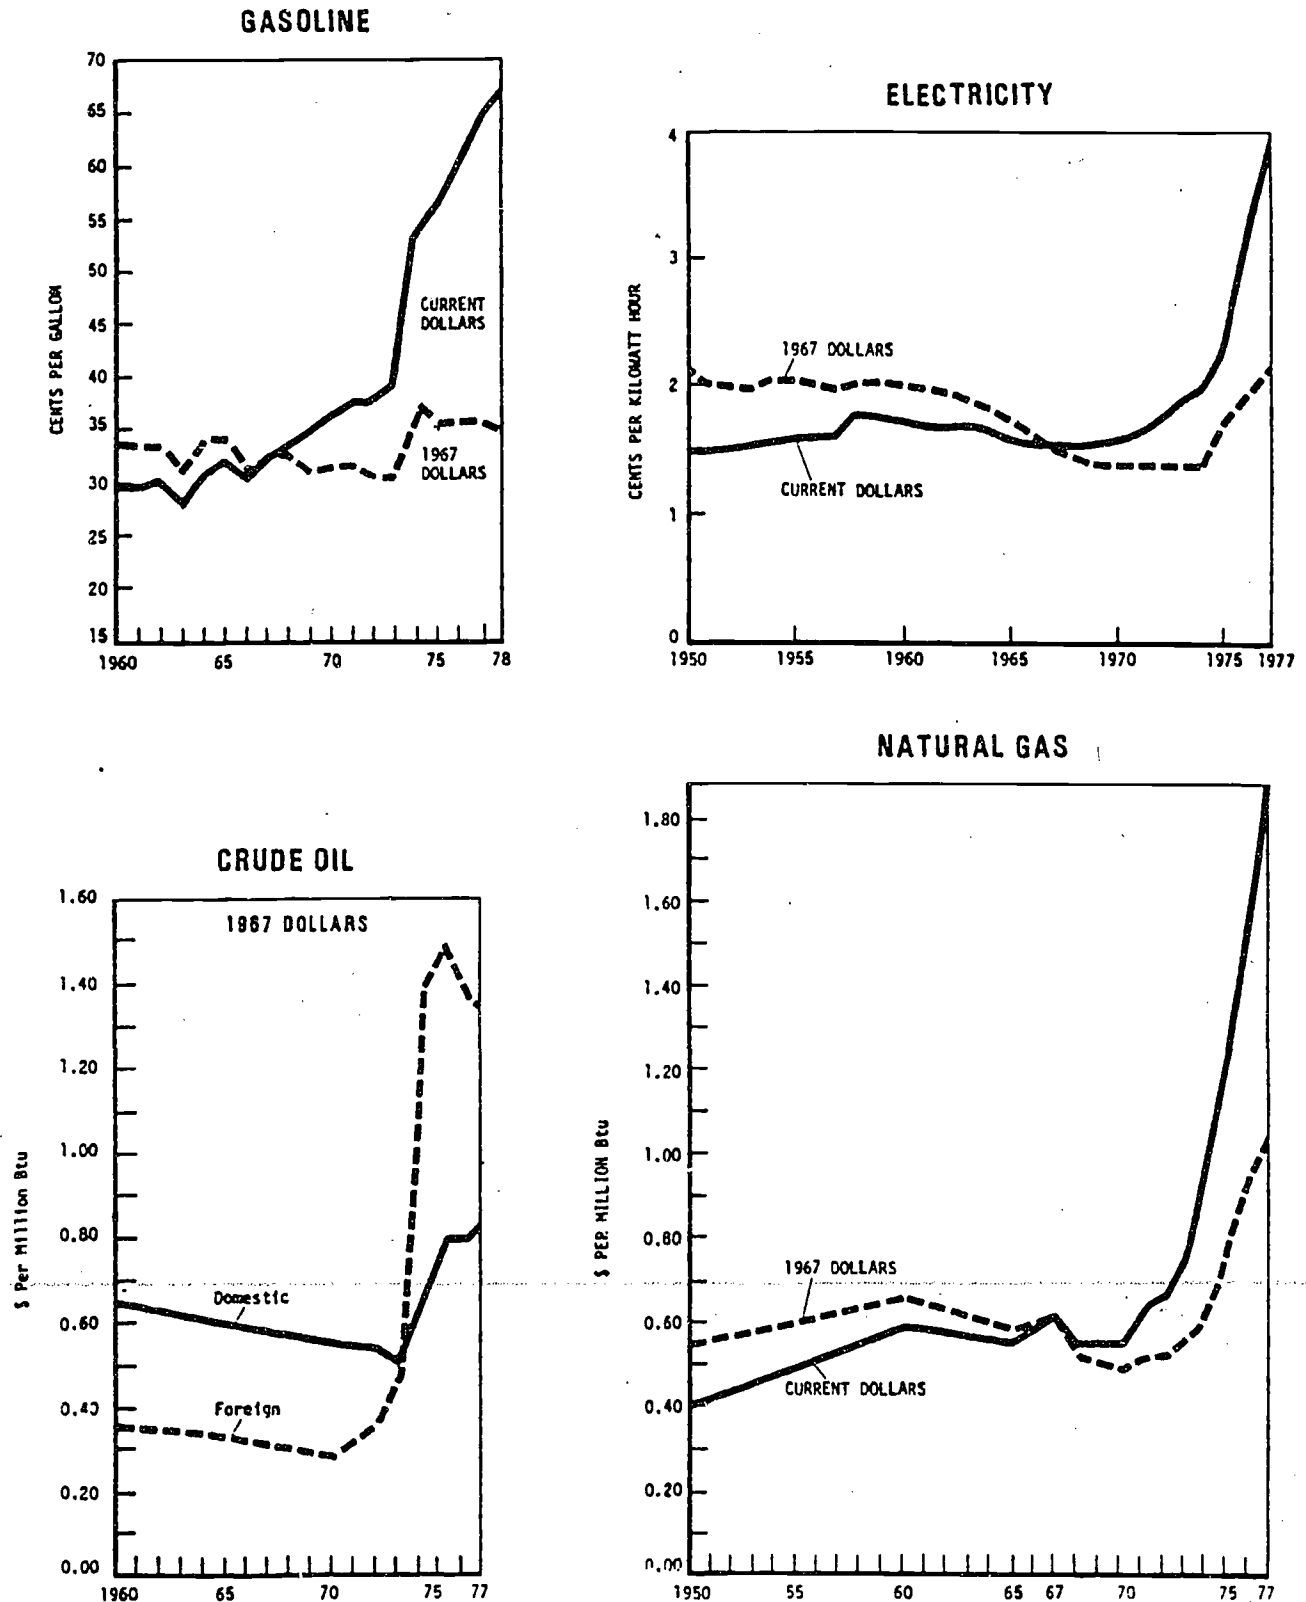 GASOLINE
70
65
60
55
50
45
40
35
30
25
20
15
CENTS PER GALLON
CURRENT
DOLLARS
1967
DOLLARS
1960 65 70 75 78
ELECTRICITY
4
3
2
1
0
CENTS PER KILOWATT HOUR
1967 DOLLARS
CURRENT DOLLARS
1950 1955 1960 1965 1970 1975 1977
CRUDE OIL
1967 DOLLARS
1.60
1.40
1.20
1.00
0.80
0.60
0.40
0.20
0.00
$ Per Million Btu
Domestic
Foreign
1960 65 70 75 77
NATURAL GAS
1.80
1.60
1.40
1.20
1.00
0.80
0.60
0.40
0.20
0.00
$ PER MILLION Btu
1967 DOLLARS
CURRENT DOLLARS
1950 55 60 65 67 70 75 77